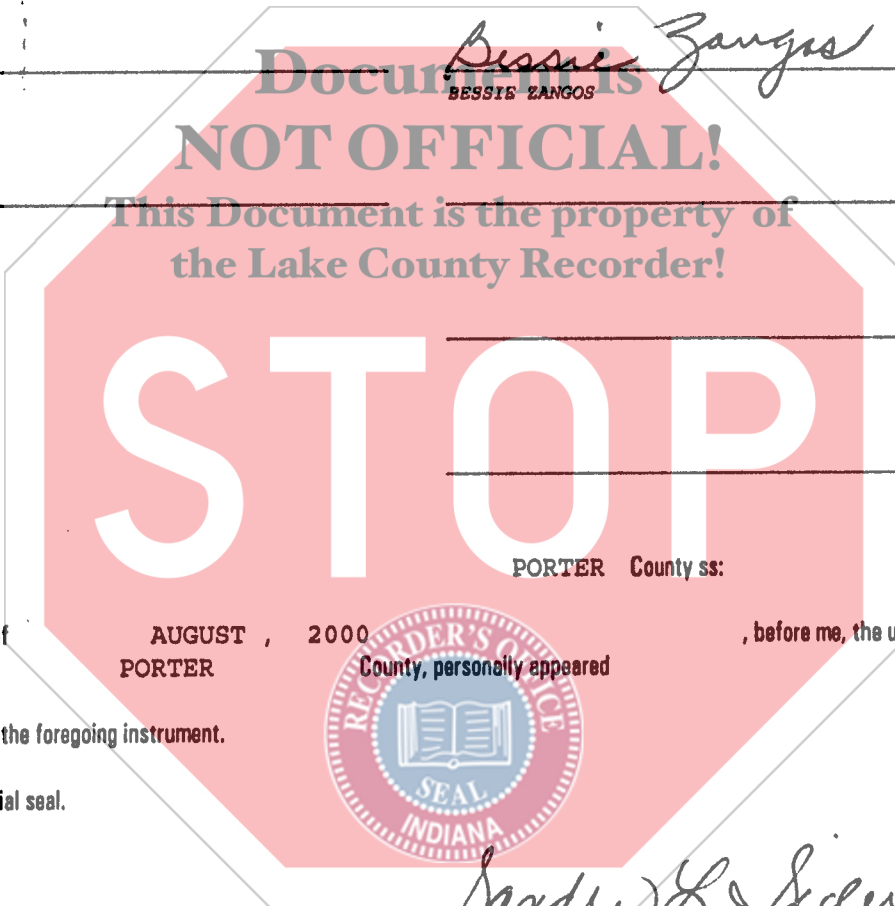 Bessie Zangos
Document is
BESSIE ZANGOS
NOT OFFICIAL!
This Document is the property of
the Lake County Recorder!
STOP
PORTER County ss:
f AUGUST , 2000 , before me, the u
PORTER County, personally appeared
RECORDER'S OFFICE
the foregoing instrument.
SEAL
ial seal.
INDIANA